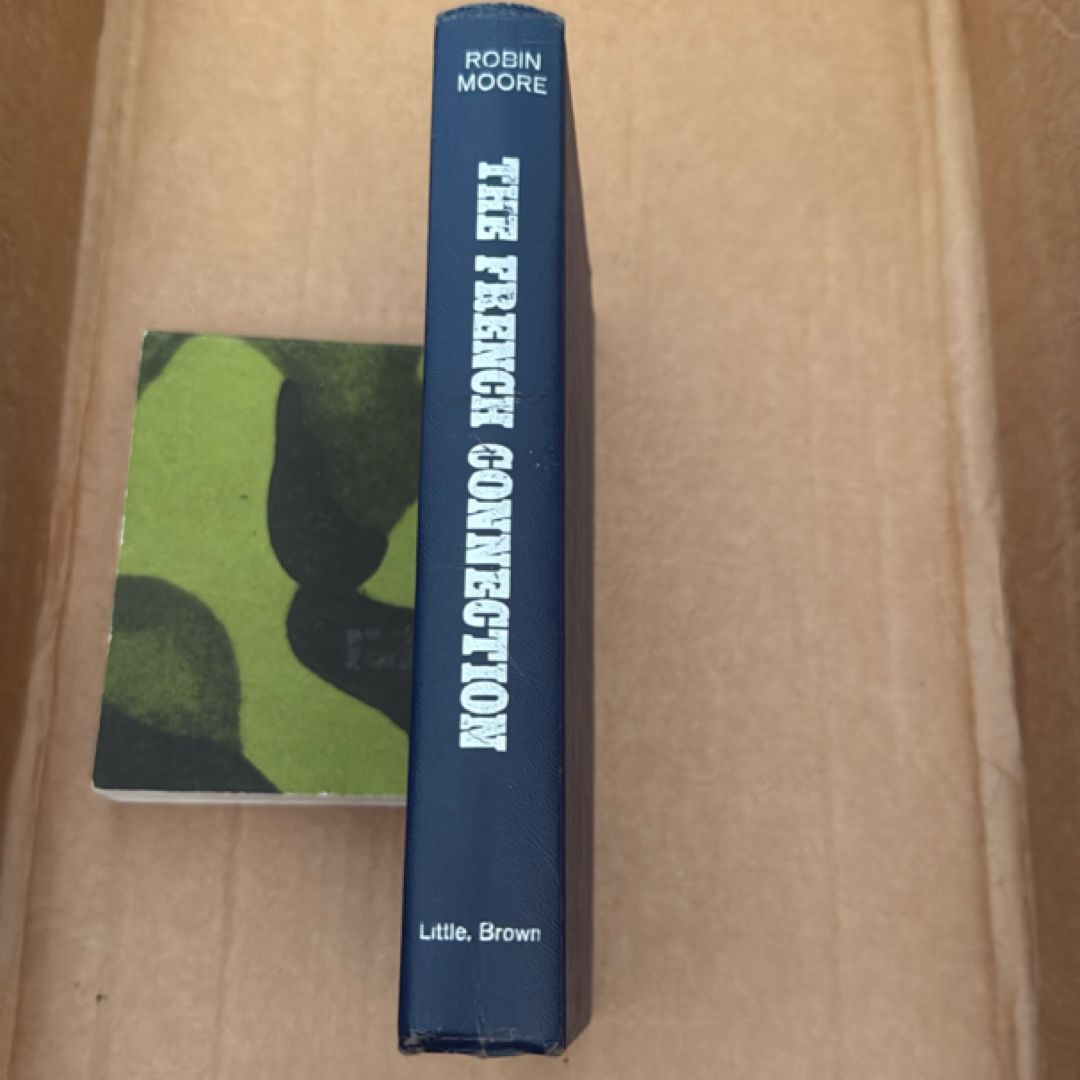 ROBIN
MOORE
THE FRENCH CONNECTION
Little, Brown